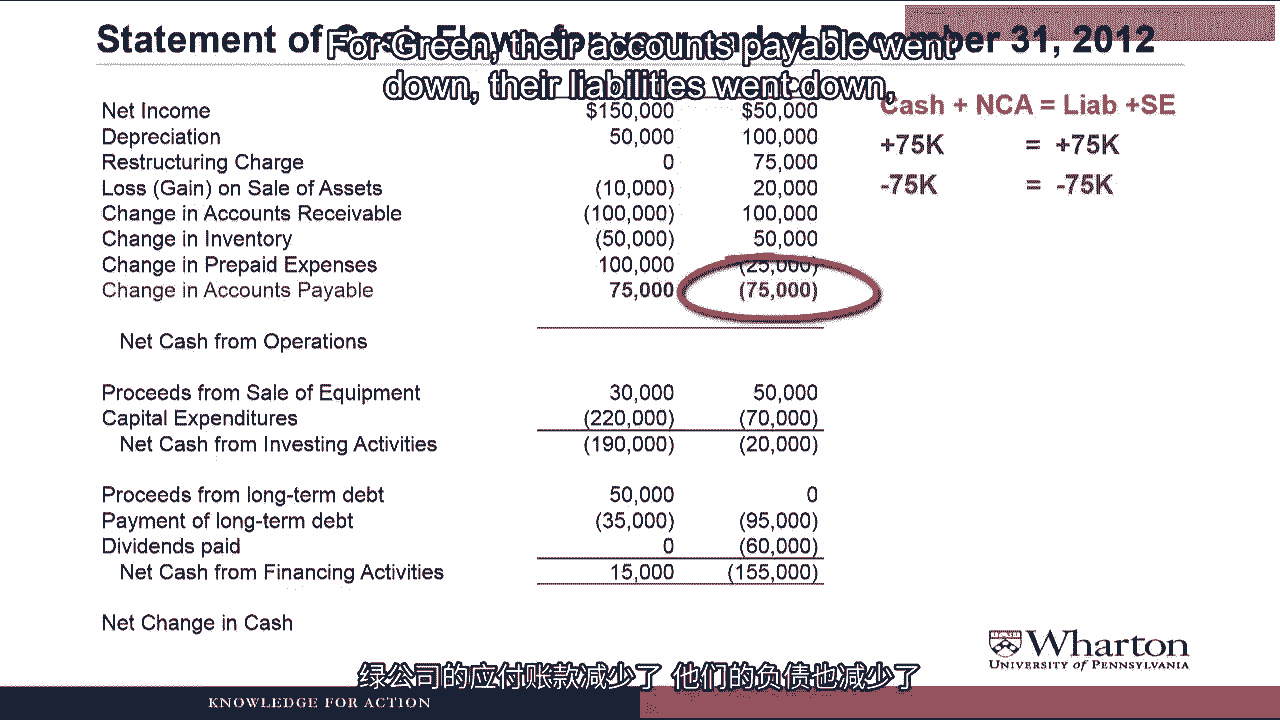 Statement of Cash Flows for year ended December 31, 2012
For Green, their accounts payable went
down, their liabilities went down,
Cash + NCA = Liab +SE
Net Income $150,000 $50,000
Depreciation 50,000 100,000
+75K = +75K
Restructuring Charge 0 75,000
Loss (Gain) on Sale of Assets (10,000) 20,000
-75K = -75K
Change in Accounts Receivable (100,000) 100,000
Change in Inventory (50,000) 50,000
Change in Prepaid Expenses 100,000 (25,000)
Change in Accounts Payable 75,000 (75,000)
Net Cash from Operations
Proceeds from Sale of Equipment 30,000 50,000
Capital Expenditures (220,000) (70,000)
Net Cash from Investing Activities (190,000) (20,000)
Proceeds from long-term debt 50,000 0
Payment of long-term debt (35,000) (95,000)
Dividends paid 0 (60,000)
Net Cash from Financing Activities 15,000 (155,000)
Net Change in Cash
Wharton
UNIVERSITY of PENNSYLVANIA
绿公司的应付账款减少了 他们的负债也减少了
KNOWLEDGE FOR ACTION